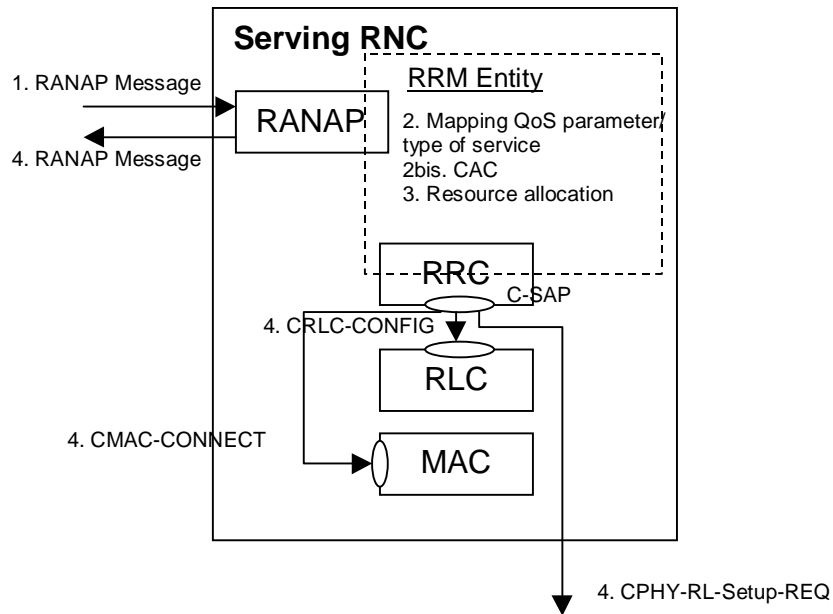 Serving RNC
RRM Entity
1. RANAP Message
RANAP
2. Mapping QoS parameter/
type of service
2bis. CAC
3. Resource allocation
4. RANAP Message
RRC
C-SAP
4. CRLC-CONFIG
RLC
4. CMAC-CONNECT
MAC
4. CPHY-RL-Setup-REQ